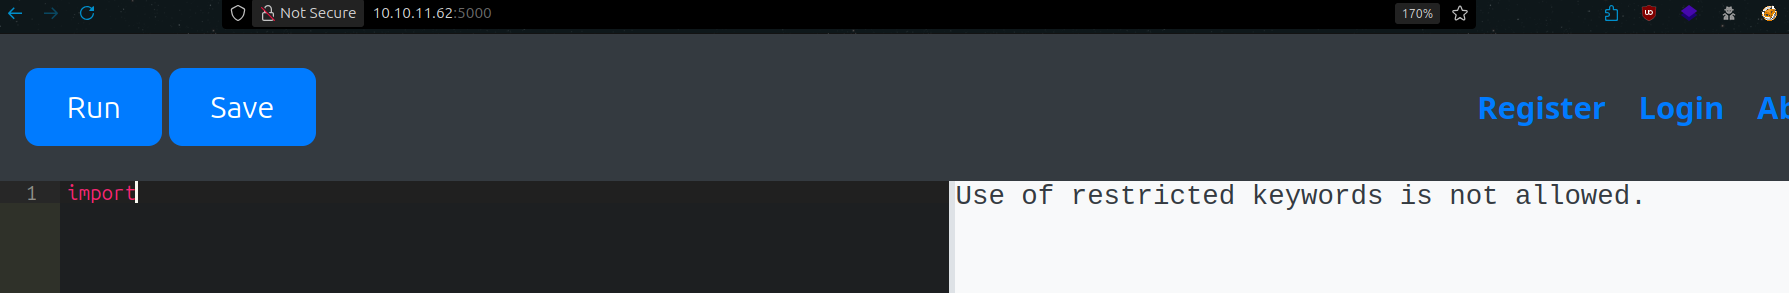 Not Secure 10.10.11.62:5000 170%
Run Save Register Login Ab
1 import Use of restricted keywords is not allowed.